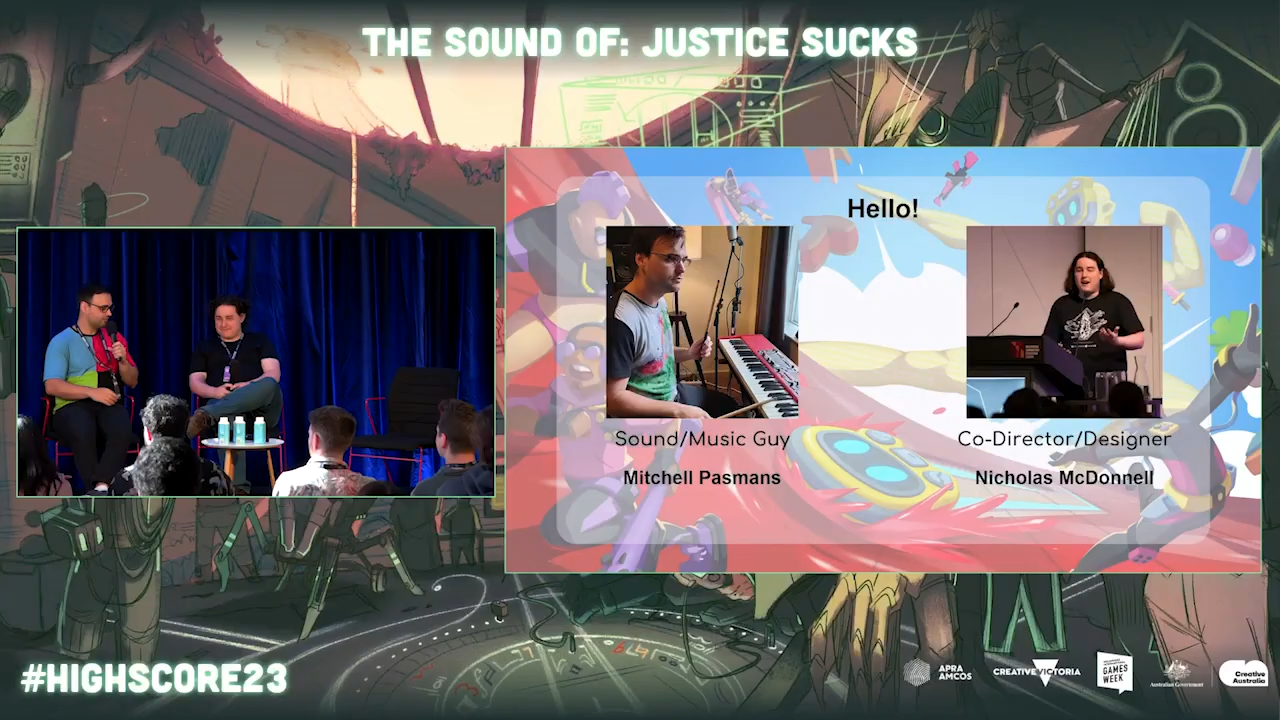 THE SOUND OF: JUSTICE SUCKS
Hello!
Sound/Music Guy
Mitchell Pasmans
Co-Director/Designer
Nicholas McDonnell
#HIGHSCORE23
APRA
AMCOS
CREATIVE VICTORIA
GAMES
WEEK
Australian Government
Creative
Australia